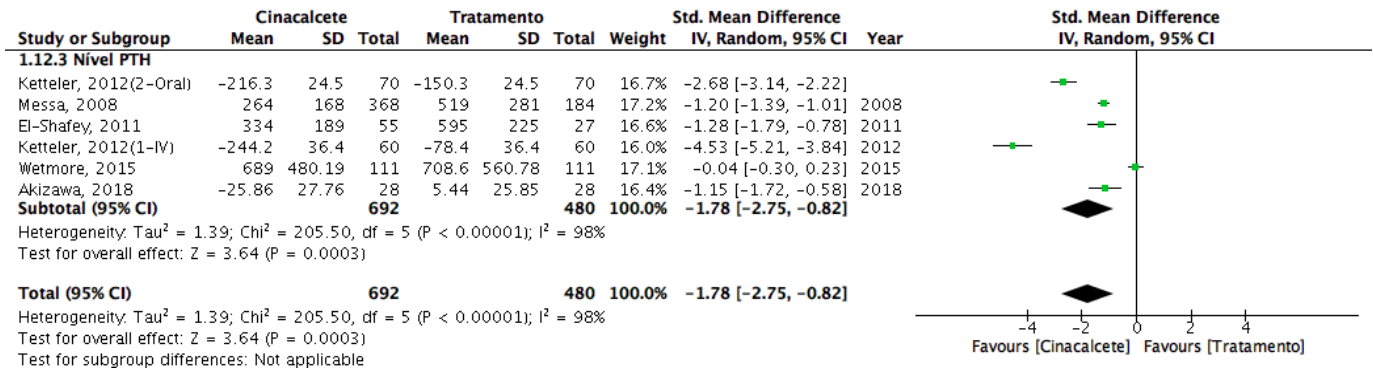 Cinacalcete Tratamento Std. Mean Difference Std. Mean Difference
Study or Subgroup Mean SD Total Mean SD Total Weight IV, Random, 95% CI Year IV, Random, 95% CI
1.12.3 Nível PTH
Ketteler, 2012(2-Oral) -216.3 24.5 70 -150.3 24.5 70 16.7% -2.68 [-3.14, -2.22]
Messa, 2008 264 168 368 519 281 184 17.2% -1.20 [-1.39, -1.01] 2008
El-Shafey, 2011 334 189 55 595 225 27 16.6% -1.28 [-1.79, -0.78] 2011
Ketteler, 2012(1-IV) -244.2 36.4 60 -78.4 36.4 60 16.0% -4.53 [-5.21, -3.84] 2012
Wetmore, 2015 689 480.19 111 708.6 560.78 111 17.1% -0.04 [-0.30, 0.23] 2015
Akizawa, 2018 -25.86 27.76 28 5.44 25.85 28 16.4% -1.15 [-1.72, -0.58] 2018
Subtotal (95% CI) 692 480 100.0% -1.78 [-2.75, -0.82]
Heterogeneity: Tau² = 1.39; Chi² = 205.50, df = 5 (P < 0.00001); I² = 98%
Test for overall effect: Z = 3.64 (P = 0.0003)
Total (95% CI) 692 480 100.0% -1.78 [-2.75, -0.82]
Heterogeneity: Tau² = 1.39; Chi² = 205.50, df = 5 (P < 0.00001); I² = 98%
Test for overall effect: Z = 3.64 (P = 0.0003)
Test for subgroup differences: Not applicable
-4 -2 0 2 4
Favours [Cinacalcete] Favours [Tratamento]